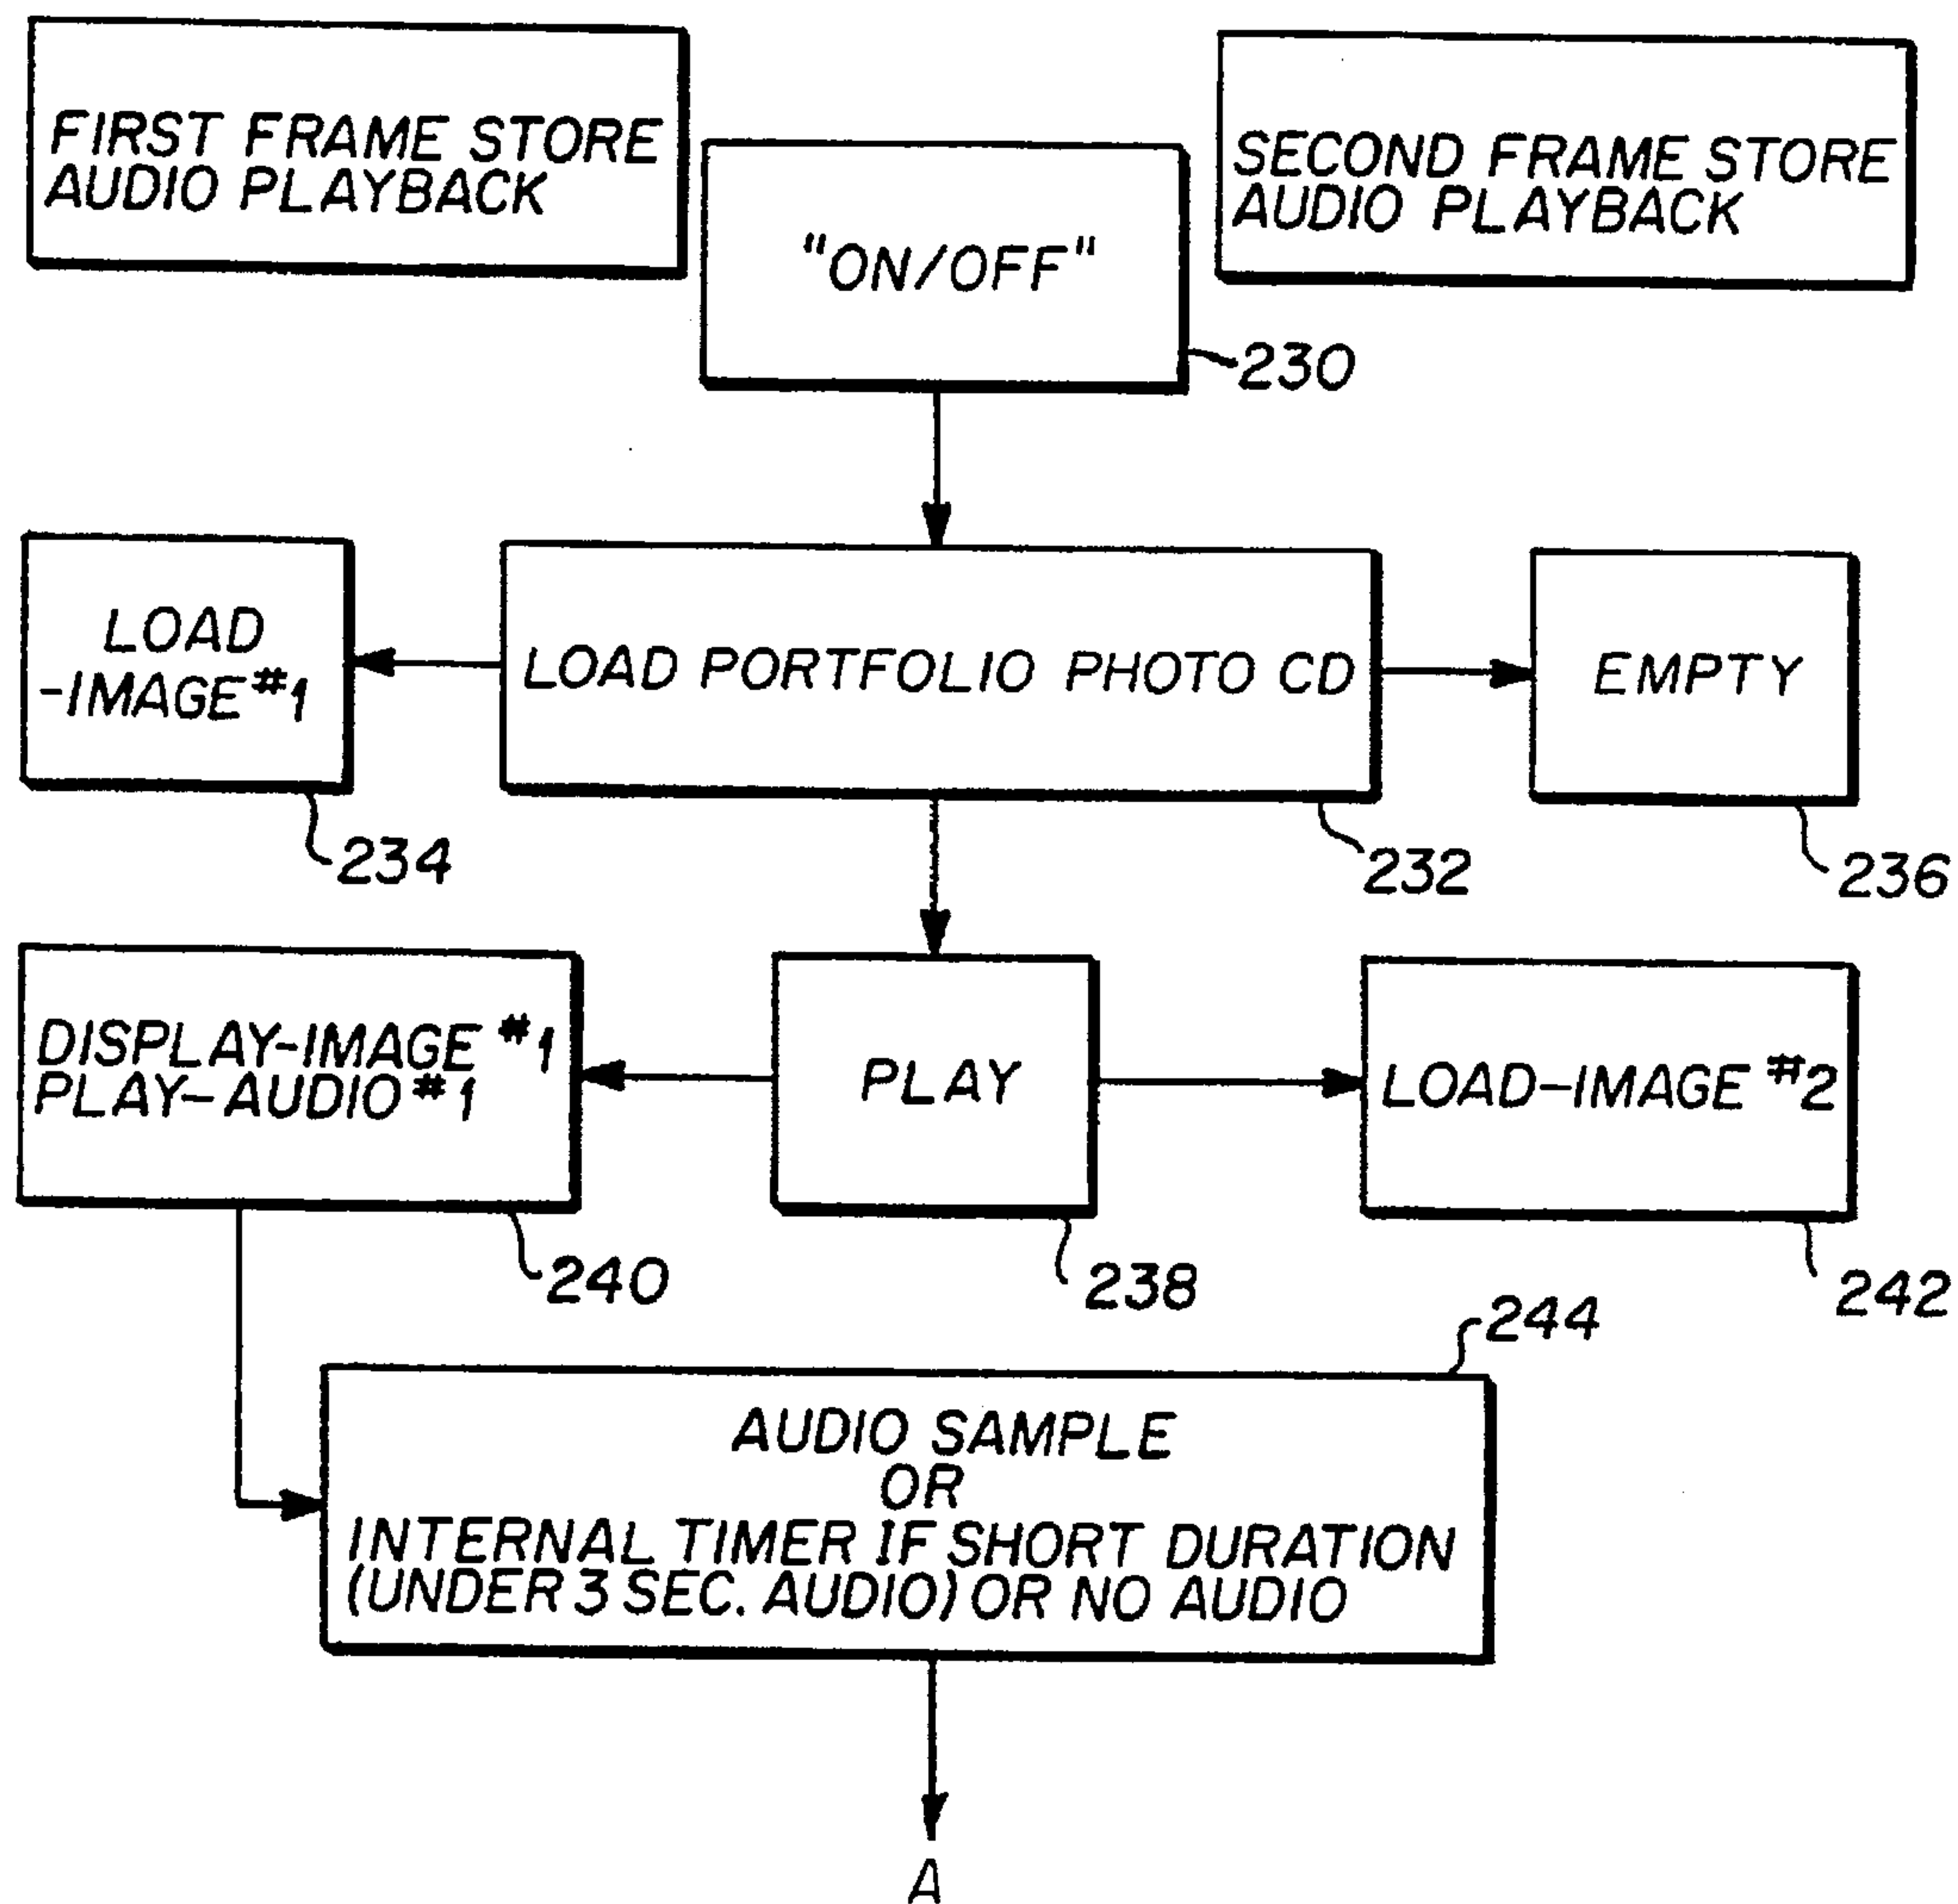 FIRST FRAME STORE
AUDIO PLAYBACK
"ON/OFF"
230
SECOND FRAME STORE
AUDIO PLAYBACK
LOAD
-IMAGE #1
234
LOAD PORTFOLIO PHOTO CD
232
EMPTY
236
DISPLAY-IMAGE #1
PLAY-AUDIO #1
240
PLAY
238
LOAD-IMAGE #2
242
244
AUDIO SAMPLE
OR
INTERNAL TIMER IF SHORT DURATION
(UNDER 3 SEC. AUDIO) OR NO AUDIO
A